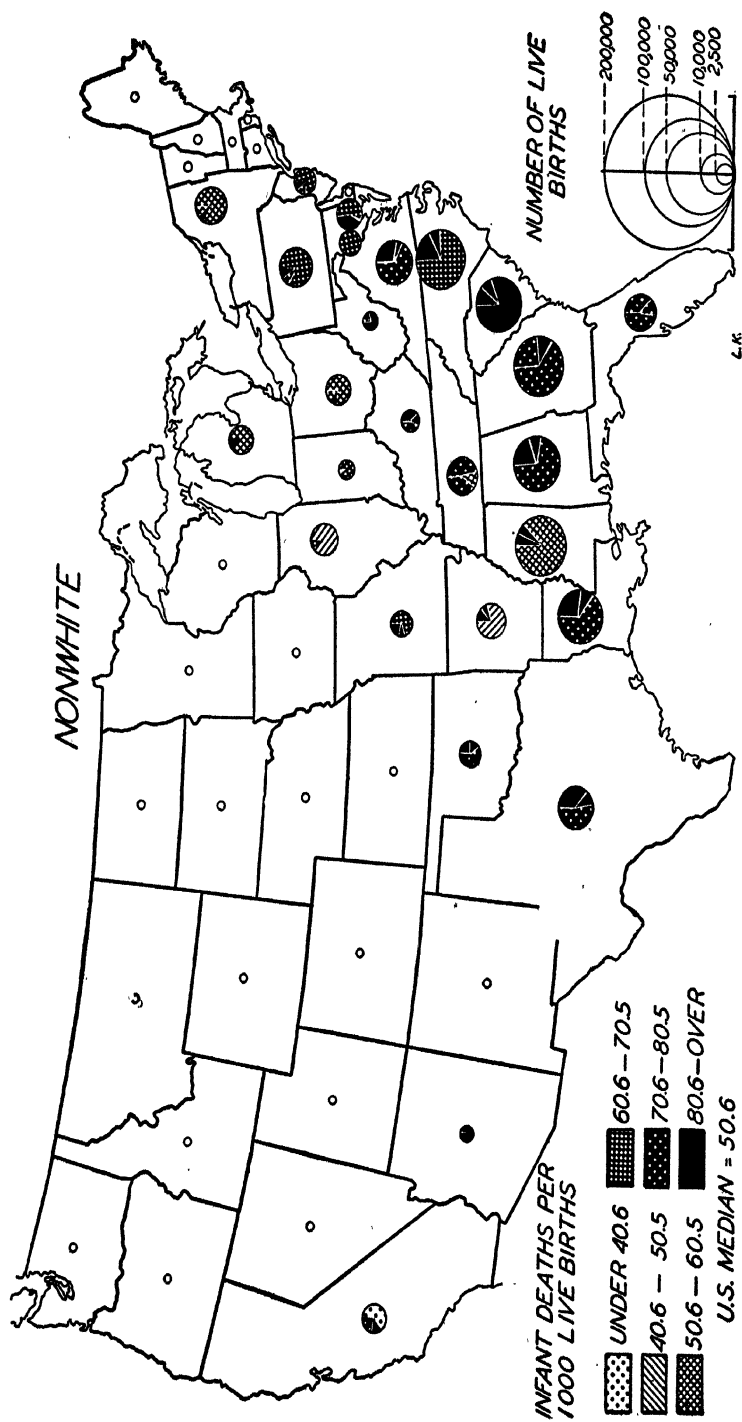 NONWHITE
NUMBER OF LIVE
BIRTHS
200,000
100,000
50,000
10,000
2,500
INFANT DEATHS PER
1000 LIVE BIRTHS
UNDER 40.6
40.6 – 50.5
50.6 – 60.5
60.6 – 70.5
70.6 – 80.5
80.6 – OVER
U.S. MEDIAN = 50.6
L.K.